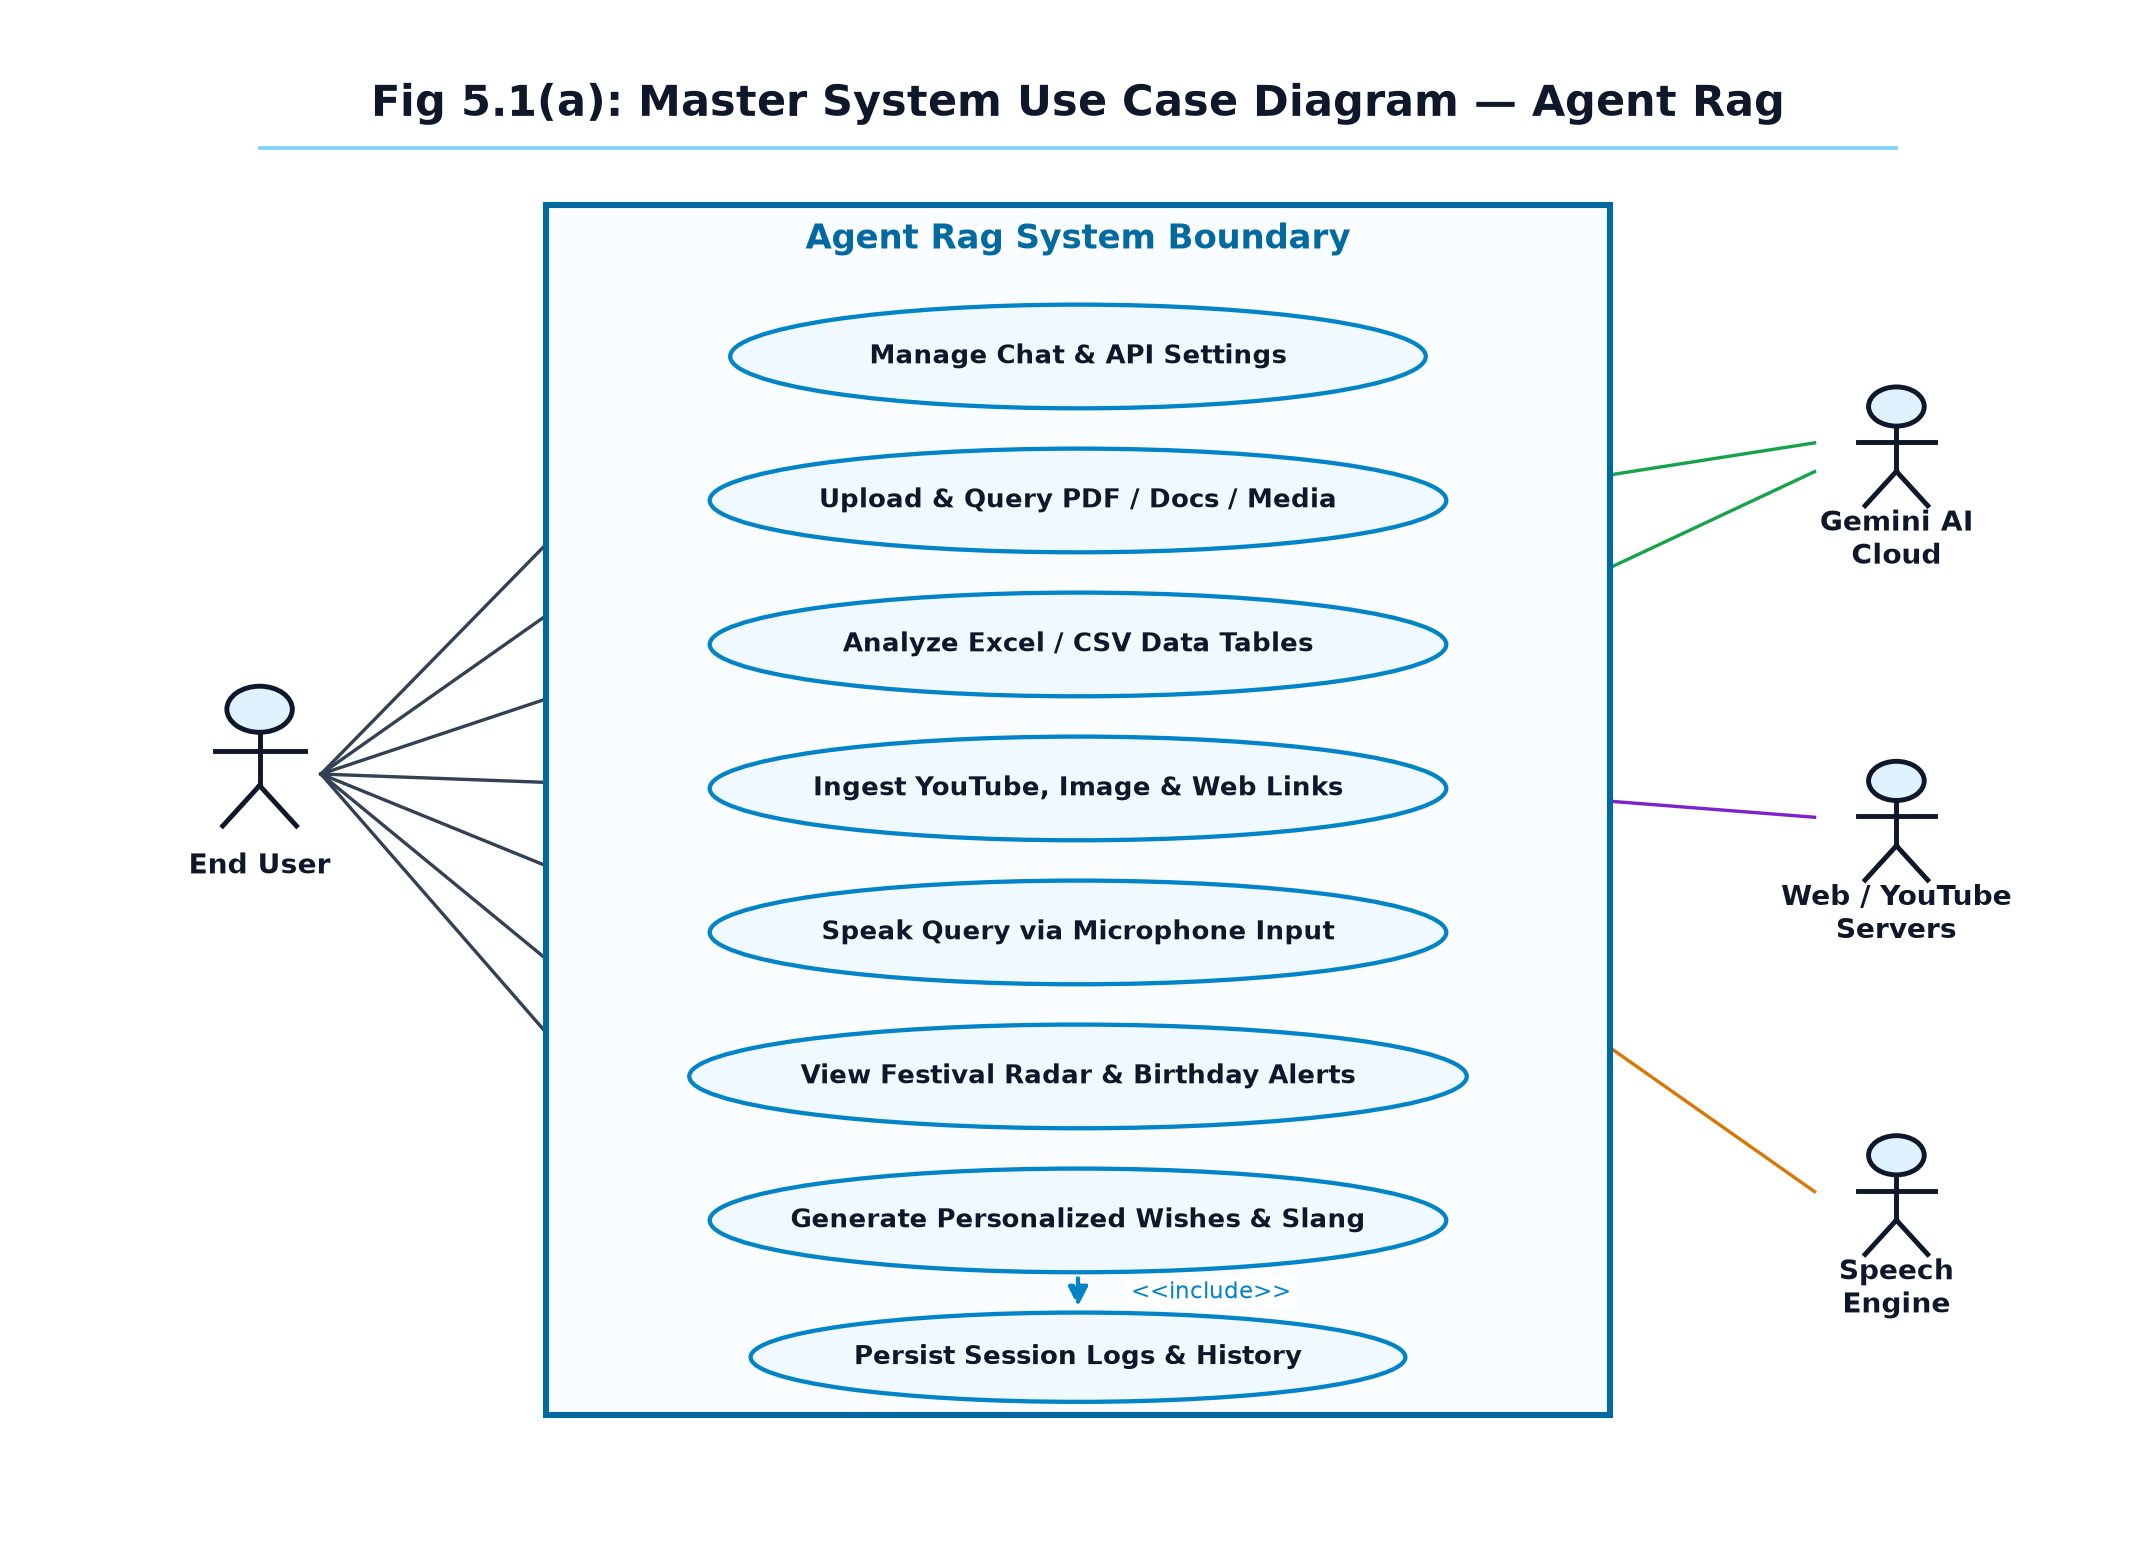 Fig 5.1(a): Master System Use Case Diagram — Agent Rag
Agent Rag System Boundary
Manage Chat & API Settings
Upload & Query PDF / Docs / Media
Analyze Excel / CSV Data Tables
Ingest YouTube, Image & Web Links
Speak Query via Microphone Input
View Festival Radar & Birthday Alerts
Generate Personalized Wishes & Slang
<<include>>
Persist Session Logs & History
End User
Gemini AI
Cloud
Web / YouTube
Servers
Speech
Engine